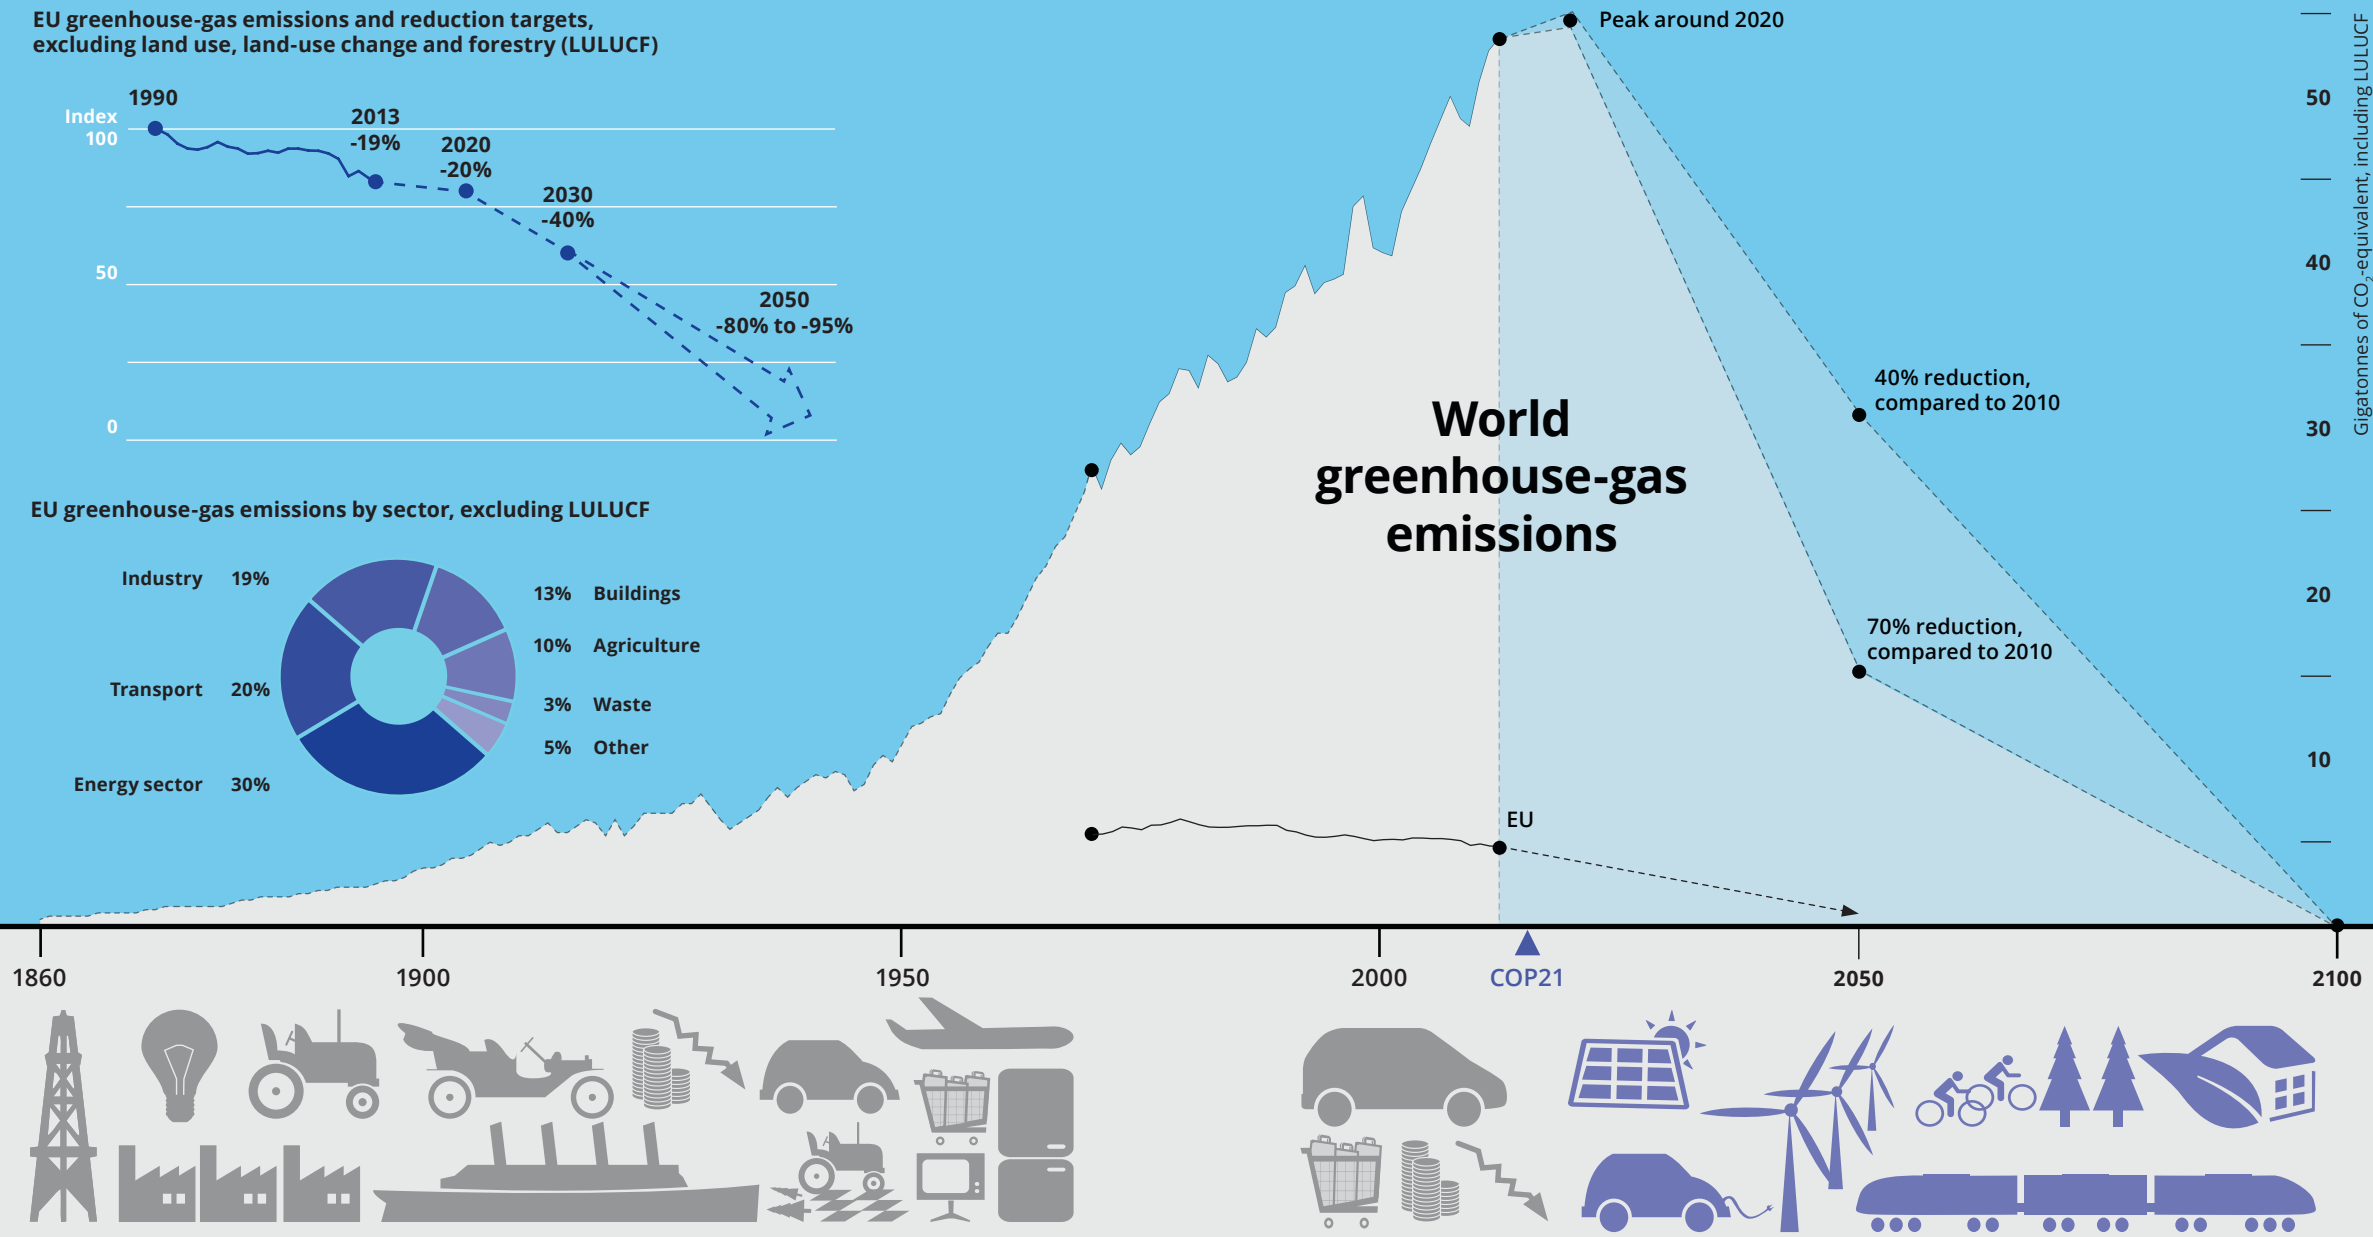 EU greenhouse-gas emissions and reduction targets,
excluding land use, land-use change and forestry (LULUCF)
1990
Index
100
2013
-19%
2020
-20%
2030
-40%
50
2050
-80% to -95%
0
EU greenhouse-gas emissions by sector, excluding LULUCF
Industry 19%
Transport 20%
Energy sector 30%
13% Buildings
10% Agriculture
3% Waste
5% Other
World
greenhouse-gas
emissions
Peak around 2020
40% reduction,
compared to 2010
70% reduction,
compared to 2010
EU
50
40
30
20
10
Gigatonnes of CO₂-equivalent, including LULUCF
1860
1900
1950
2000
COP21
2050
2100